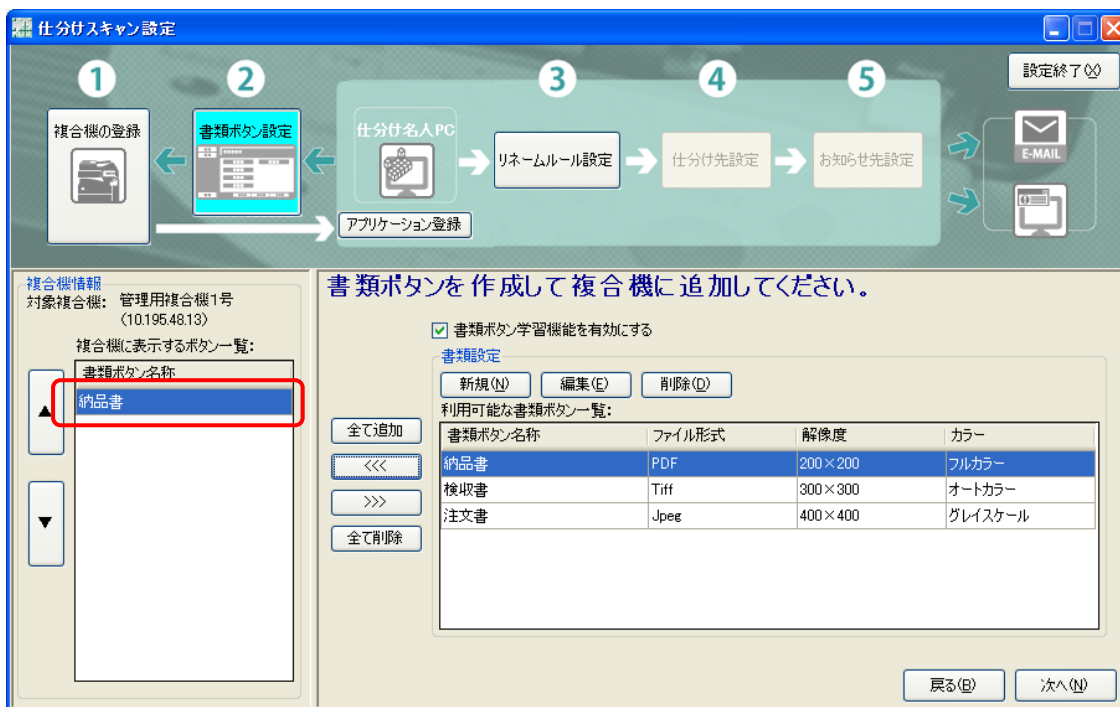 仕分けスキャン設定
1
2
3
4
5
設定終了(X)
複合機の登録
書類ボタン設定
仕分け名人PC
リネームルール設定
仕分け先設定
お知らせ先設定
E-MAIL
アプリケーション登録
複合機情報
対象複合機: 管理用複合機1号
(10.195.48.13)
複合機に表示するボタン一覧:
書類ボタン名称
納品書
▲
▼
書類ボタンを作成して複合機に追加してください。
書類ボタン学習機能を有効にする
書類設定
新規(N) 編集(E) 削除(D)
利用可能な書類ボタン一覧:
全て追加
<<<
>>>
全て削除
書類ボタン名称 ファイル形式 解像度 カラー
納品書 PDF 200×200 フルカラー
検収書 Tiff 300×300 オートカラー
注文書 Jpeg 400×400 グレイスケール
戻る(B) 次へ(N)